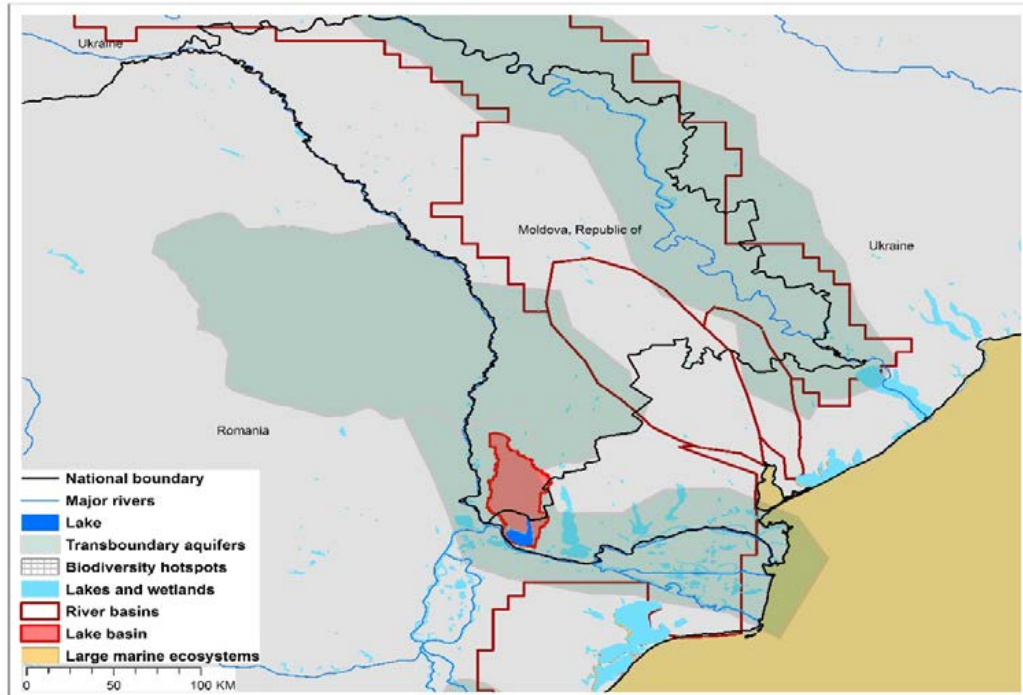 Ukraine
Moldova, Republic of
Ukraine
Romania
National boundary
Major rivers
Lake
Transboundary aquifers
Biodiversity hotspots
Lakes and wetlands
River basins
Lake basin
Large marine ecosystems
0 50 100 KM